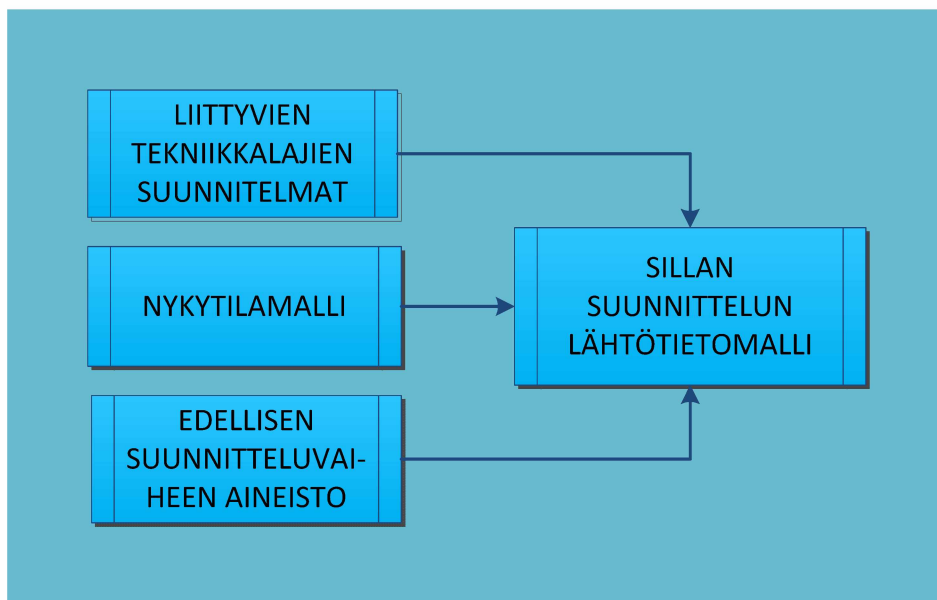 LIITTYVIEN
TEKNIIKKALAJIEN
SUUNNITELMAT
NYKYTILAMALLI
EDELLISEN
SUUNNITTELUVAI-
HEEN AINEISTO
SILLAN
SUUNNITTELUN
LÄHTÖTIETOMALLI